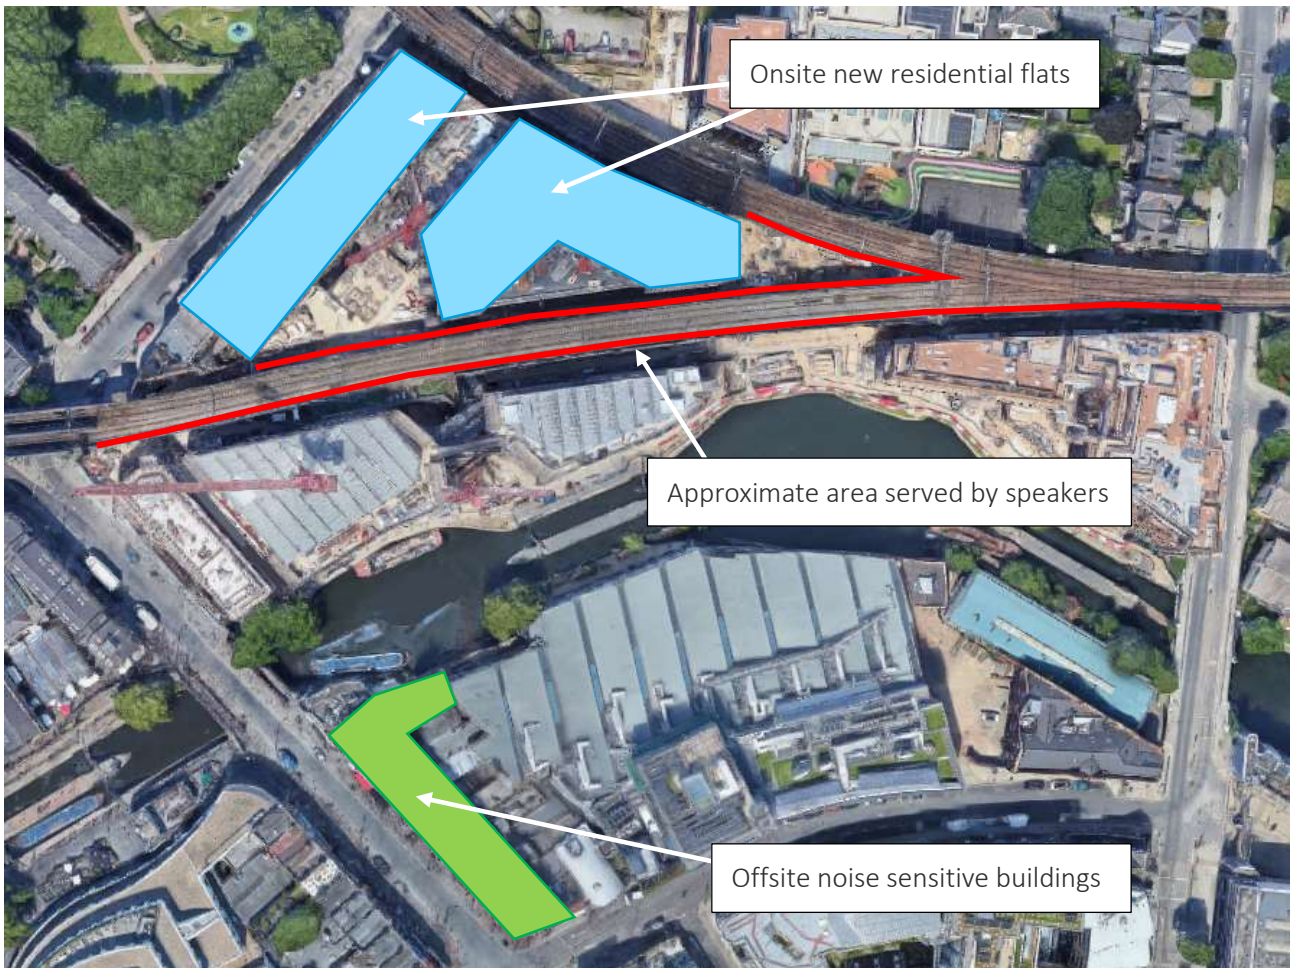 Onsite new residential flats
Approximate area served by speakers
Offsite noise sensitive buildings